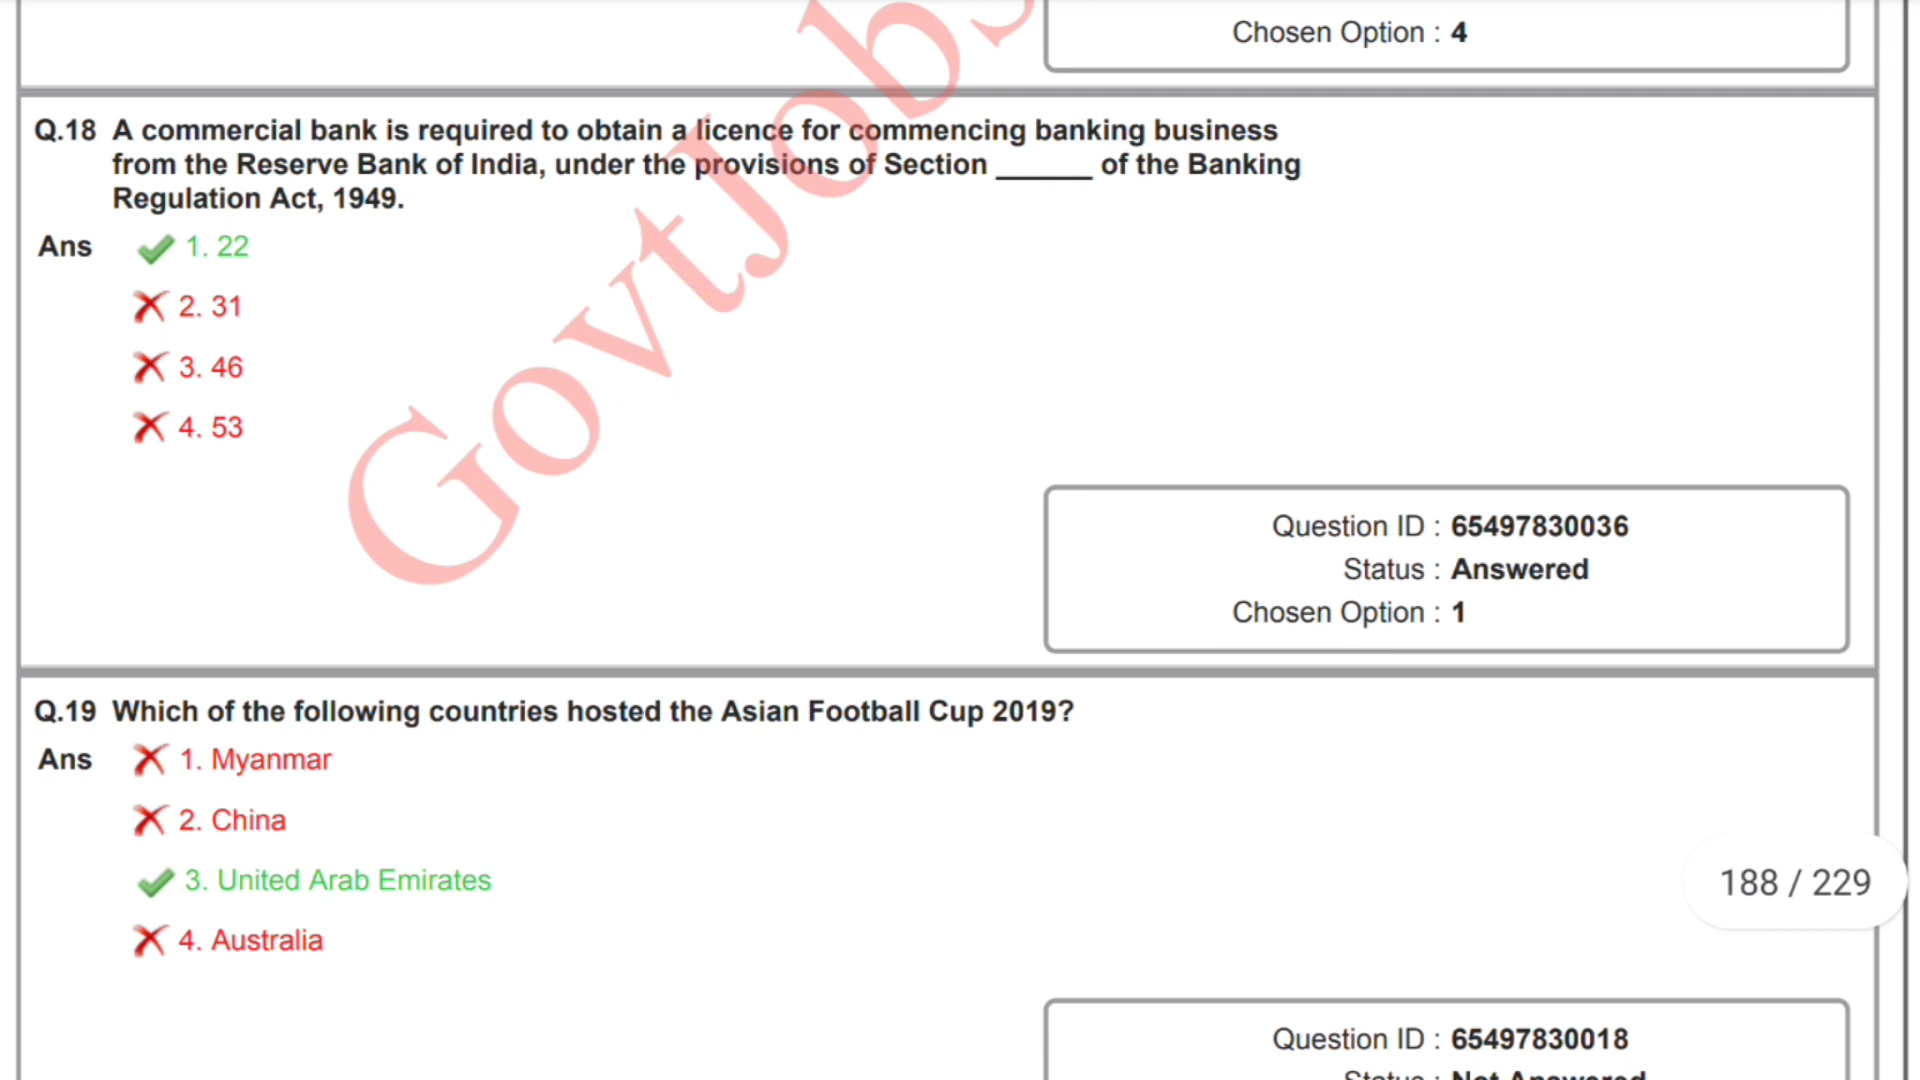 Chosen Option : 4
Q.18 A commercial bank is required to obtain a licence for commencing banking business
from the Reserve Bank of India, under the provisions of Section ______ of the Banking
Regulation Act, 1949.
Ans 1. 22
2. 31
3. 46
4. 53
GovtJobs
Question ID : 65497830036
Status : Answered
Chosen Option : 1
Q.19 Which of the following countries hosted the Asian Football Cup 2019?
Ans 1. Myanmar
2. China
3. United Arab Emirates
4. Australia
188 / 229
Question ID : 65497830018
Status : Not Answered